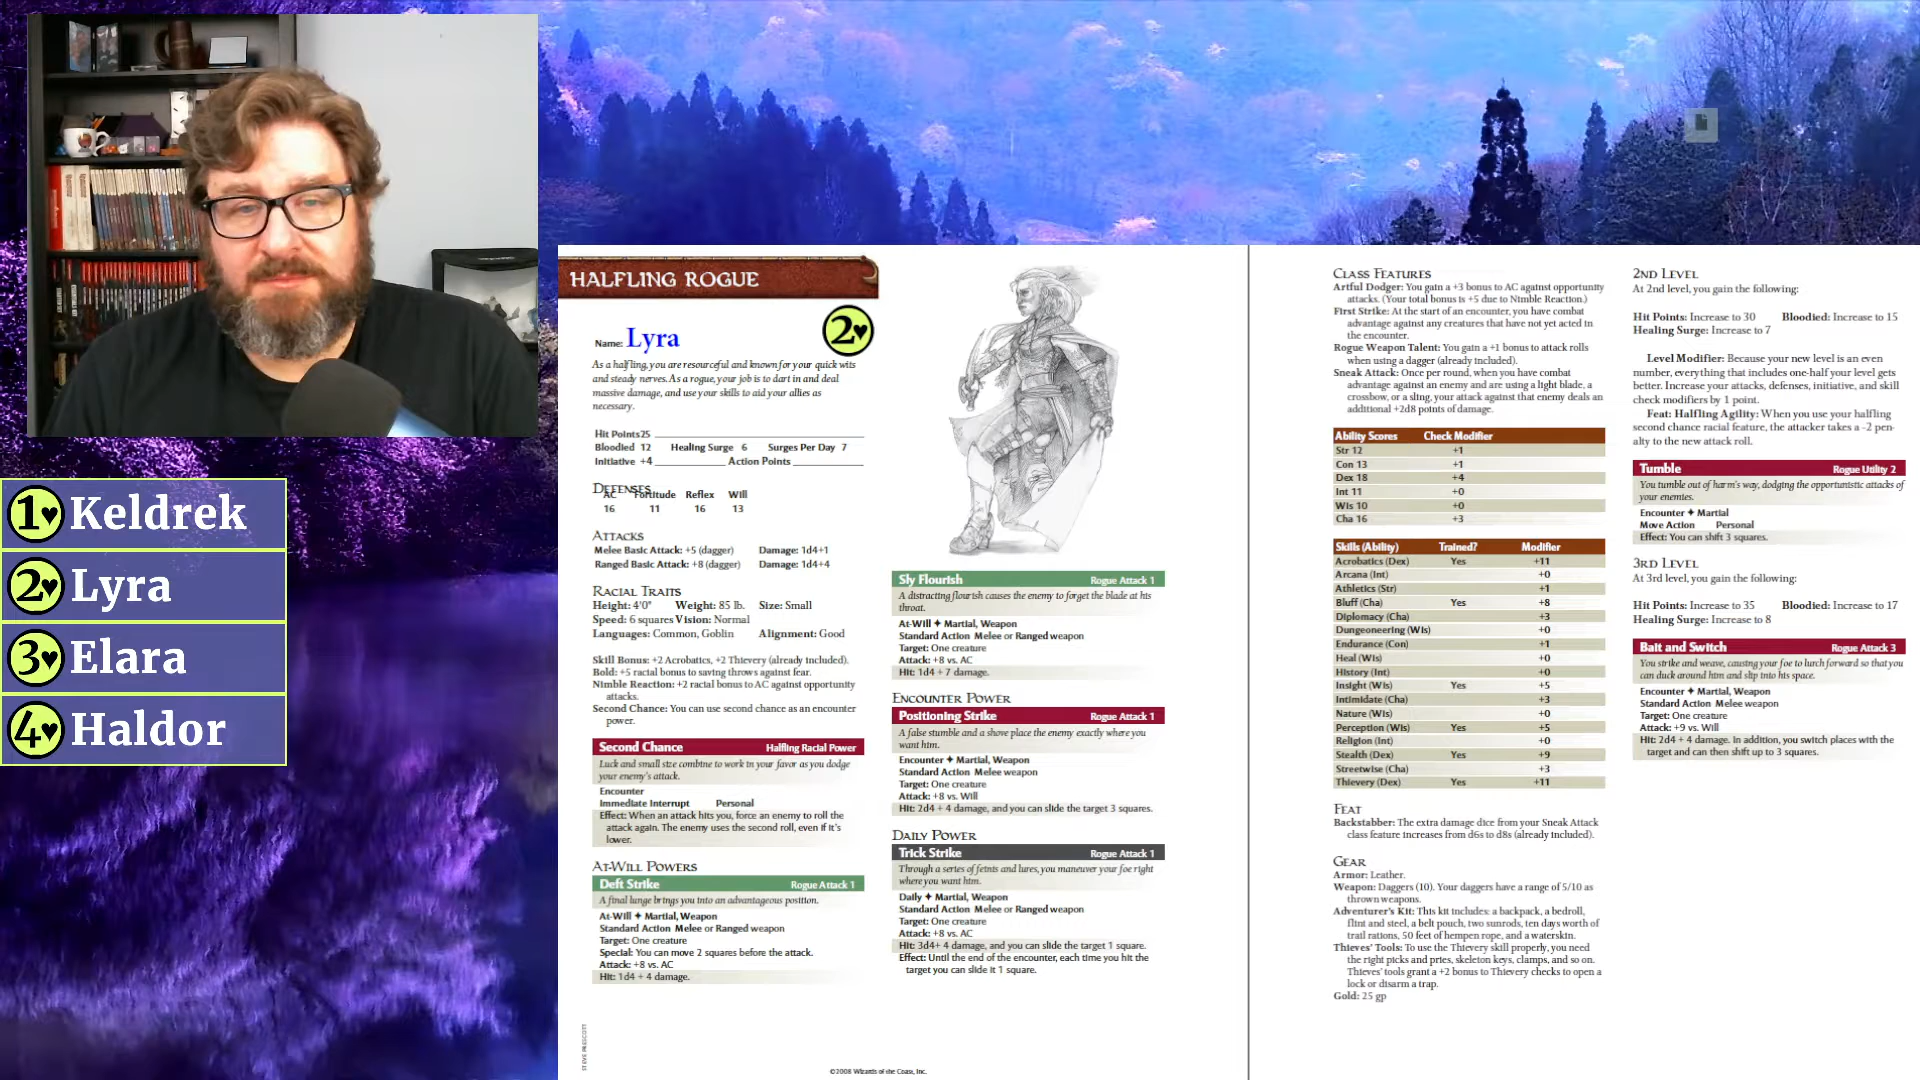 1♥ Keldrek
2♥ Lyra
3♥ Elara
4♥ Haldor
HALFLING ROGUE
Name: Lyra
2♥
As a halfling, you are resourceful and known for your quick wits
and steady nerves. As a rogue, your job is to dart in and deal
massive damage, and use your skills to aid your allies as
necessary.
Hit Points 25
Bloodied 12 Healing Surge 6 Surges Per Day 7
Initiative +4 Action Points
DEFENSES
AC Fortitude Reflex Will
16 11 16 13
ATTACKS
Melee Basic Attack: +5 (dagger) Damage: 1d4+1
Ranged Basic Attack: +8 (dagger) Damage: 1d4+4
RACIAL TRAITS
Height: 4'0" Weight: 85 lb. Size: Small
Speed: 6 squares Vision: Normal
Languages: Common, Goblin Alignment: Good
Skill Bonus: +2 Acrobatics, +2 Thievery (already included).
Bold: +5 racial bonus to saving throws against fear.
Nimble Reaction: +2 racial bonus to AC against opportunity
attacks.
Second Chance: You can use second chance as an encounter
power.
Second Chance Halfling Racial Power
Luck and small size combine to work in your favor as you dodge
your enemy's attack.
Encounter
Immediate Interrupt Personal
Effect: When an attack hits you, force an enemy to roll the
attack again. The enemy uses the second roll, even if it's
lower.
AT-WILL POWERS
Deft Strike Rogue Attack 1
A final lunge brings you into an advantageous position.
At-Will ✦ Martial, Weapon
Standard Action Melee or Ranged weapon
Target: One creature
Special: You can move 2 squares before the attack.
Attack: +8 vs. AC
Hit: 1d4 + 4 damage.
Sly Flourish Rogue Attack 1
A distracting flourish causes the enemy to forget the blade at his
throat.
At-Will ✦ Martial, Weapon
Standard Action Melee or Ranged weapon
Target: One creature
Attack: +8 vs. AC
Hit: 1d4 + 7 damage.
ENCOUNTER POWER
Positioning Strike Rogue Attack 1
A false stumble and a shove place the enemy exactly where you
want him.
Encounter ✦ Martial, Weapon
Standard Action Melee weapon
Target: One creature
Attack: +8 vs. Will
Hit: 2d4 + 4 damage, and you can slide the target 3 squares.
DAILY POWER
Trick Strike Rogue Attack 1
Through a series of feints and lures, you maneuver your foe right
where you want him.
Daily ✦ Martial, Weapon
Standard Action Melee or Ranged weapon
Target: One creature
Attack: +8 vs. AC
Hit: 3d4+ 4 damage, and you can slide the target 1 square.
Effect: Until the end of the encounter, each time you hit the
target you can slide it 1 square.
STEVE PRESCOTT
©2008 Wizards of the Coast, Inc.
CLASS FEATURES
Artful Dodger: You gain a +3 bonus to AC against opportunity
attacks. (Your total bonus is +5 due to Nimble Reaction.)
First Strike: At the start of an encounter, you have combat
advantage against any creatures that have not yet acted in
the encounter.
Rogue Weapon Talent: You gain a +1 bonus to attack rolls
when using a dagger (already included).
Sneak Attack: Once per round, when you have combat
advantage against an enemy and are using a light blade, a
crossbow, or a sling, your attack against that enemy deals an
additional +2d8 points of damage.
Ability Scores Check Modifier
Str 12 +1
Con 13 +1
Dex 18 +4
Int 11 +0
Wis 10 +0
Cha 16 +3
Skills (Ability) Trained? Modifier
Acrobatics (Dex) Yes +11
Arcana (Int) +0
Athletics (Str) +1
Bluff (Cha) Yes +8
Diplomacy (Cha) +3
Dungeoneering (Wis) +0
Endurance (Con) +1
Heal (Wis) +0
History (Int) +0
Insight (Wis) Yes +5
Intimidate (Cha) +3
Nature (Wis) +0
Perception (Wis) Yes +5
Religion (Int) +0
Stealth (Dex) Yes +9
Streetwise (Cha) +3
Thievery (Dex) Yes +11
FEAT
Backstabber: The extra damage dice from your Sneak Attack
class feature increases from d6s to d8s (already included).
GEAR
Armor: Leather.
Weapon: Daggers (10). Your daggers have a range of 5/10 as
thrown weapons.
Adventurer's Kit: This kit includes: a backpack, a bedroll,
flint and steel, a belt pouch, two sunrods, ten days worth of
trail rations, 50 feet of hempen rope, and a waterskin.
Thieves' Tools: To use the Thievery skill properly, you need
the right picks and pries, skeleton keys, clamps, and so on.
Thieves' tools grant a +2 bonus to Thievery checks to open a
lock or disarm a trap.
Gold: 25 gp
2ND LEVEL
At 2nd level, you gain the following:
Hit Points: Increase to 30 Bloodied: Increase to 15
Healing Surge: Increase to 7
Level Modifier: Because your new level is an even
number, everything that includes one-half your level gets
better. Increase your attacks, defenses, initiative, and skill
check modifiers by 1 point.
Feat: Halfling Agility: When you use your halfling
second chance racial feature, the attacker takes a -2 pen-
alty to the new attack roll.
Tumble Rogue Utility 2
You tumble out of harm's way, dodging the opportunistic attacks of
your enemies.
Encounter ✦ Martial
Move Action Personal
Effect: You can shift 3 squares.
3RD LEVEL
At 3rd level, you gain the following:
Hit Points: Increase to 35 Bloodied: Increase to 17
Healing Surge: Increase to 8
Bait and Switch Rogue Attack 3
You strike and weave, causing your foe to lurch forward so that you
can duck around him and slip into his space.
Encounter ✦ Martial, Weapon
Standard Action Melee weapon
Target: One creature
Attack: +9 vs. Will
Hit: 2d4 + 4 damage. In addition, you switch places with the
target and can then shift up to 3 squares.